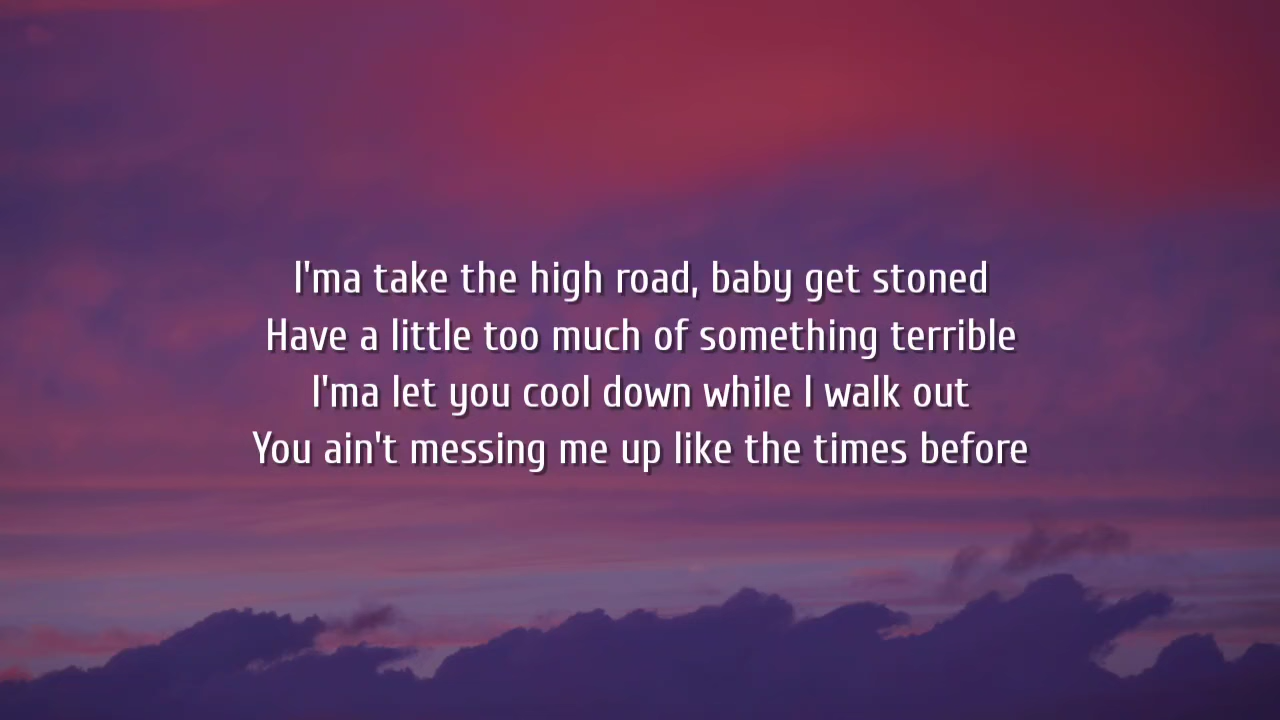 I'ma take the high road, baby get stoned
Have a little too much of something terrible
I'ma let you cool down while I walk out
You ain't messing me up like the times before